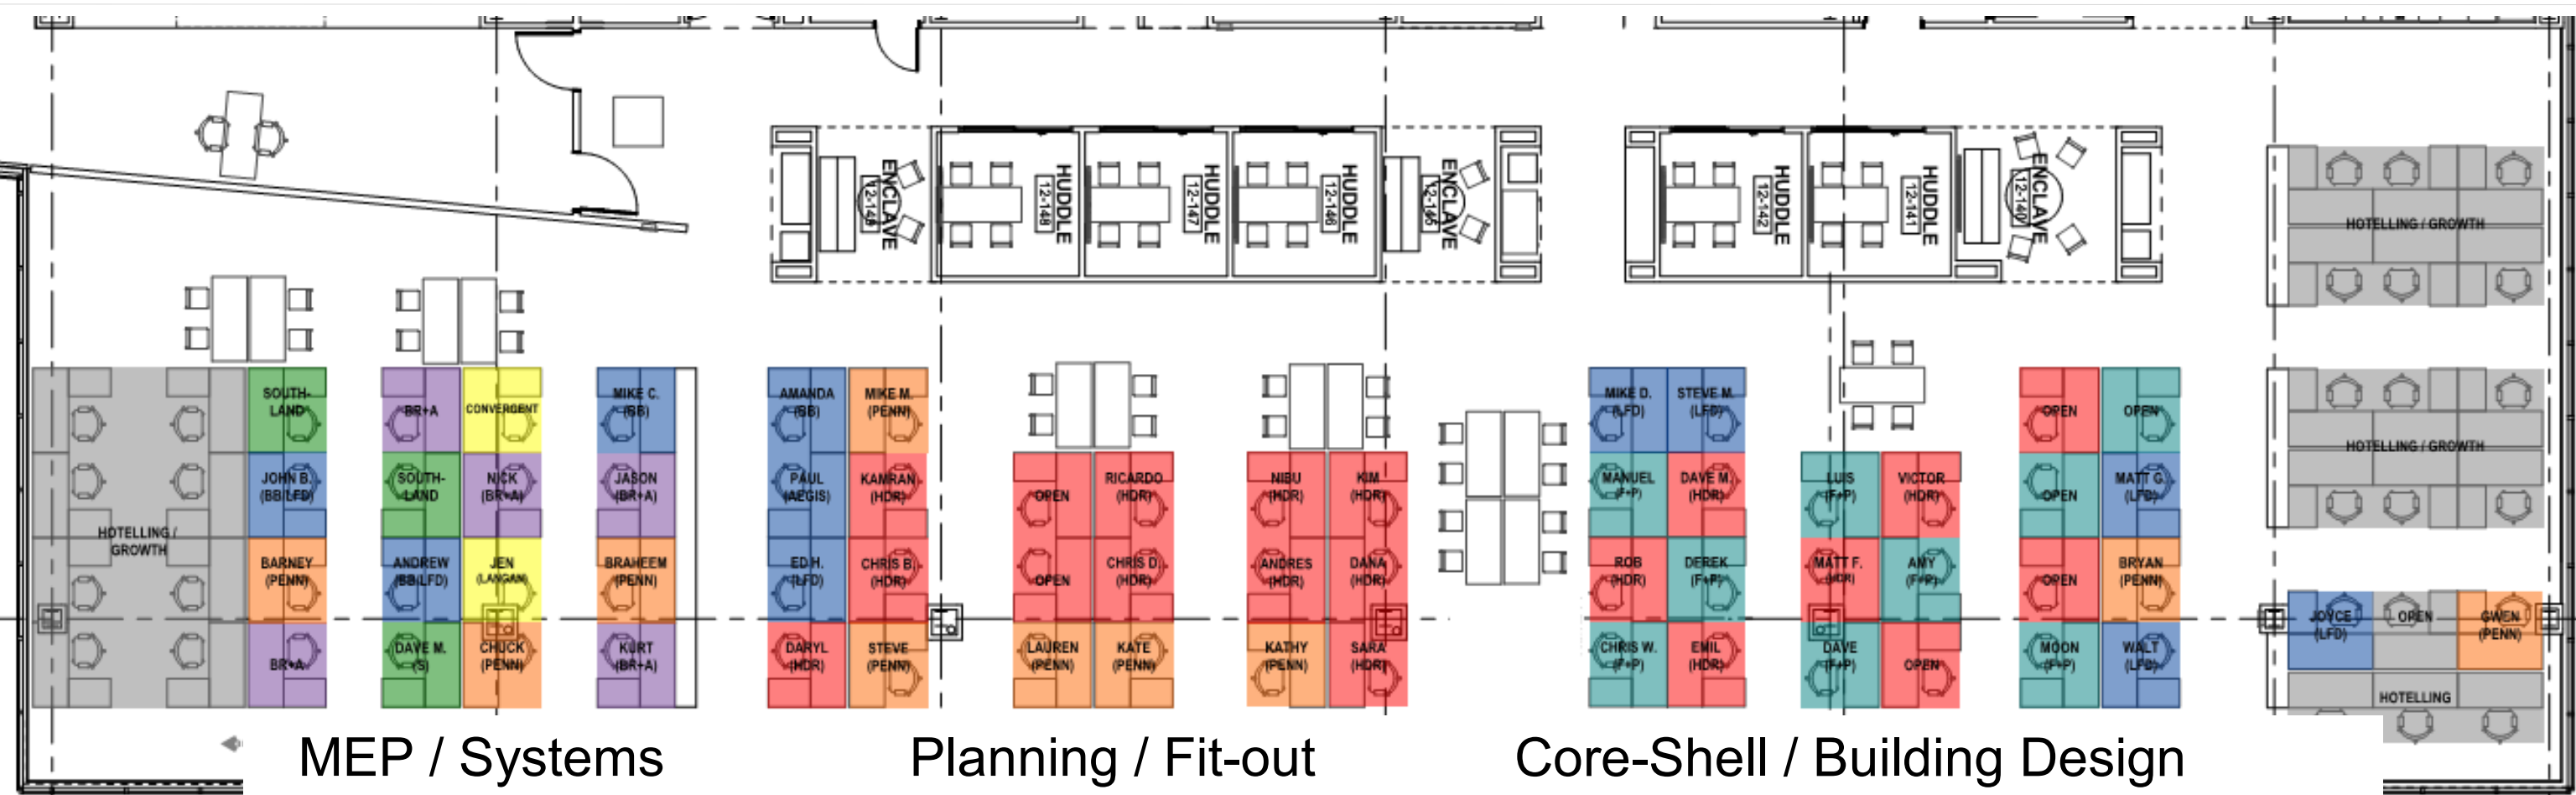 ENCLAVE
HUDDLE
12-148
HUDDLE
12-147
HUDDLE
12-146
ENCLAVE
HUDDLE
12-142
HUDDLE
12-141
ENCLAVE
12-140
HOTELLING / GROWTH
HOTELLING / GROWTH
HOTELLING /
GROWTH
SOUTH-
LAND
JOHN B.
(BB/LFD)
BARNEY
(PENN)
BR+A
BR+A
SOUTH-
LAND
ANDREW
(BB/LFD)
DAVE M.
(S)
CONVERGENT
NICK
(BR+A)
JEN
(LANGAN)
CHUCK
(PENN)
MIKE C.
(BB)
JASON
(BR+A)
BRAHEEM
(PENN)
KURT
(BR+A)
AMANDA
(BB)
PAUL
(AEGIS)
ED H.
(LFD)
DARYL
(HDR)
MIKE M.
(PENN)
KAMRAN
(HDR)
CHRIS B.
(HDR)
STEVE
(PENN)
OPEN
OPEN
LAUREN
(PENN)
RICARDO
(HDR)
CHRIS D.
(HDR)
KATE
(PENN)
NIBU
(HDR)
ANDRES
(HDR)
KATHY
(PENN)
KIM
(HDR)
DANA
(HDR)
SARA
(HDR)
MIKE D.
(LFD)
MANUEL
(F+P)
ROB
(HDR)
CHRIS W.
(F+P)
STEVE M.
(LFD)
DAVE M.
(HDR)
DEREK
(F+P)
EMIL
(HDR)
LUIS
(F+P)
MATT F.
(HDR)
DAVE
(F+P)
VICTOR
(HDR)
AMY
(F+P)
OPEN
OPEN
OPEN
OPEN
MOON
(F+P)
OPEN
MATT G.
(LFD)
BRYAN
(PENN)
WALT
(LFD)
JOYCE
(LFD)
OPEN
GWEN
(PENN)
HOTELLING
MEP / Systems
Planning / Fit-out
Core-Shell / Building Design